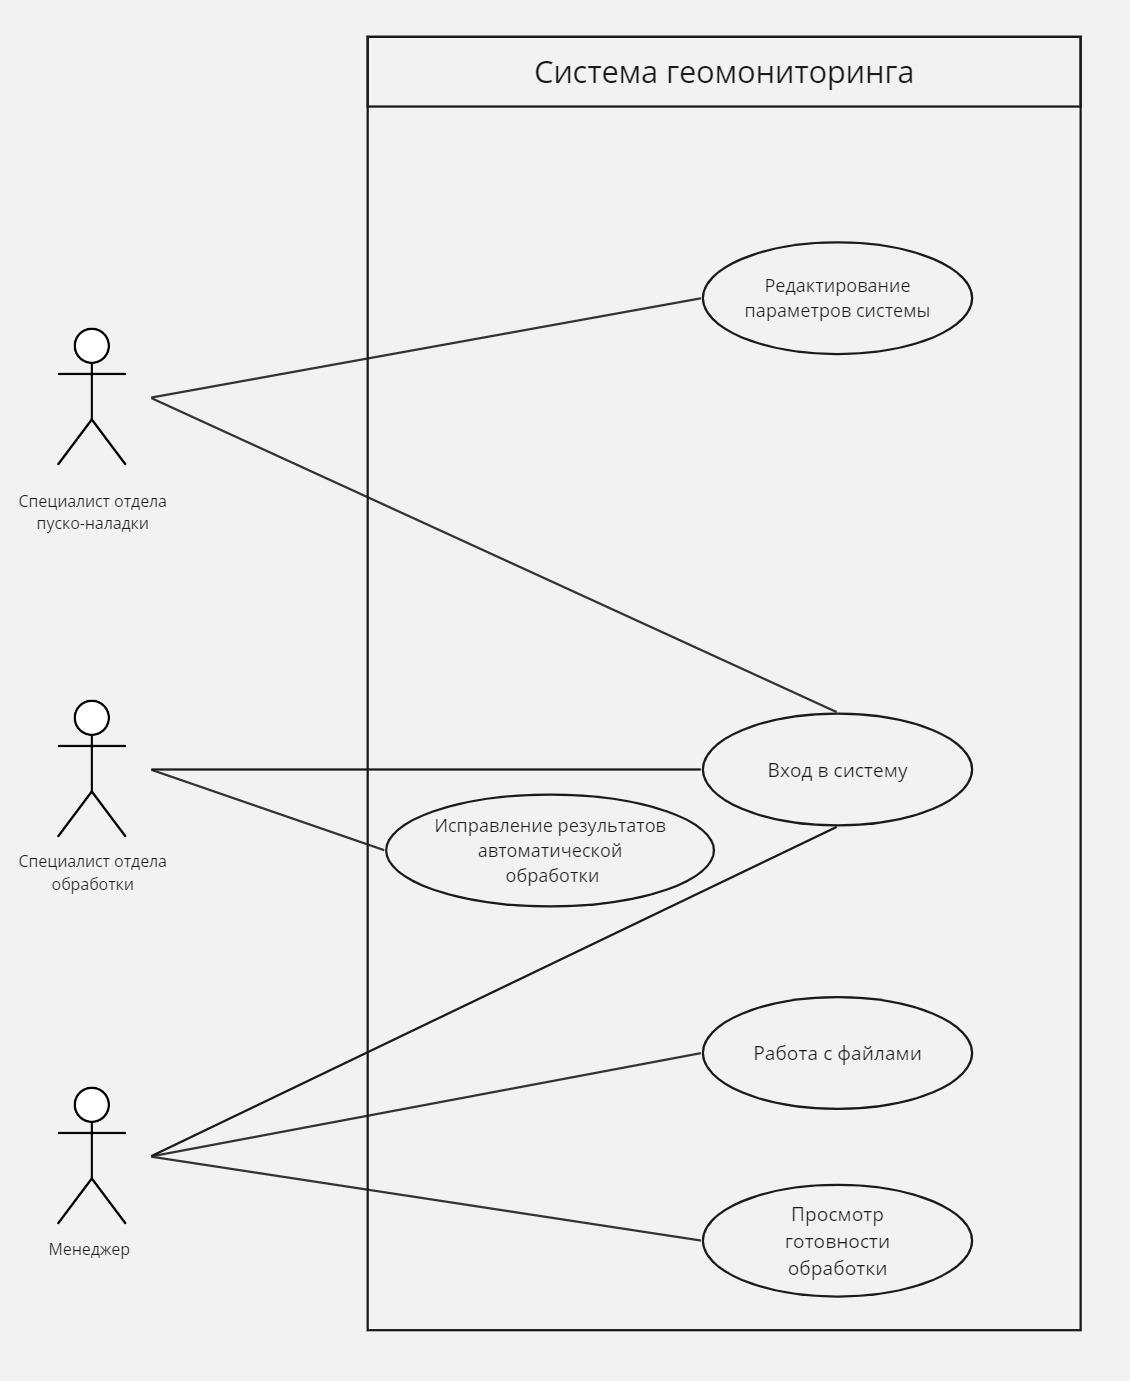 Система геомониторинга
Редактирование
параметров системы
Специалист отдела
пуско-наладки
Вход в систему
Исправление результатов
автоматической
обработки
Специалист отдела
обработки
Работа с файлами
Просмотр
готовности
обработки
Менеджер